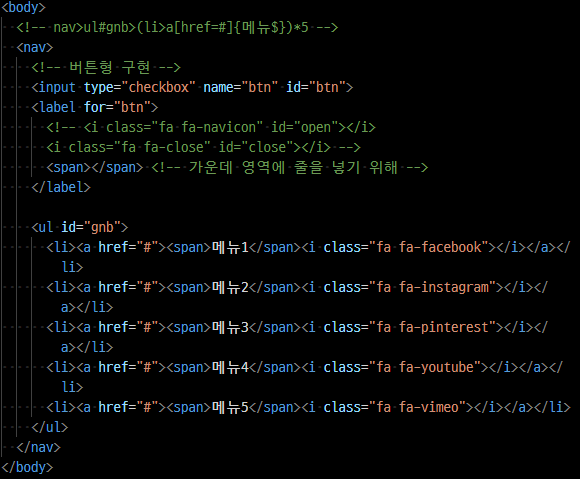 <body>
<!-- nav>ul#gnb>(li>a[href=#]{메뉴$})*5 -->
<nav>
<!-- 버튼형 구현 -->
<input type="checkbox" name="btn" id="btn">
<label for="btn">
<!-- <i class="fa fa-navicon" id="open"></i>
<i class="fa fa-close" id="close"></i> -->
<span></span> <!-- 가운데 영역에 줄을 넣기 위해 -->
</label>
<ul id="gnb">
<li><a href="#"><span>메뉴1</span><i class="fa fa-facebook"></i></a></
li>
<li><a href="#"><span>메뉴2</span><i class="fa fa-instagram"></i></
a></li>
<li><a href="#"><span>메뉴3</span><i class="fa fa-pinterest"></i></
a></li>
<li><a href="#"><span>메뉴4</span><i class="fa fa-youtube"></i></a></
li>
<li><a href="#"><span>메뉴5</span><i class="fa fa-vimeo"></i></a></li>
</ul>
</nav>
</body>